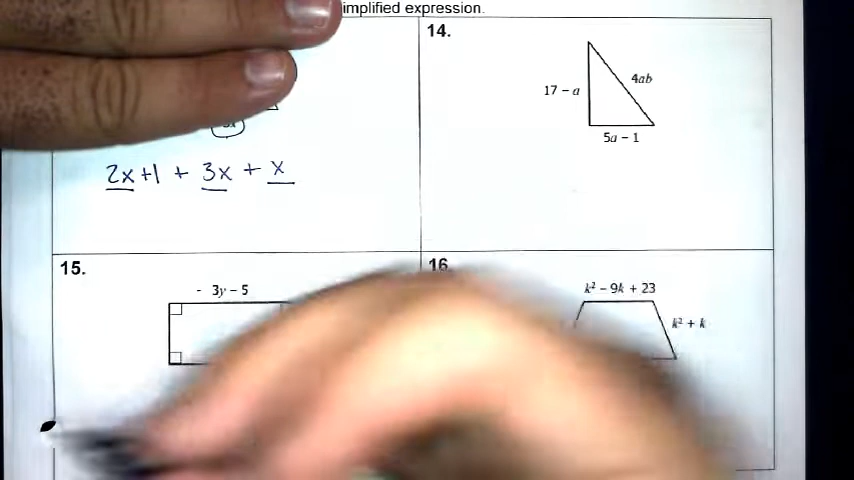 implified expression.
14.
4ab
17 – a
5a – 1
2x+1 + 3x + x
15.
16
- 3y – 5
k² – 9k + 23
k² + k